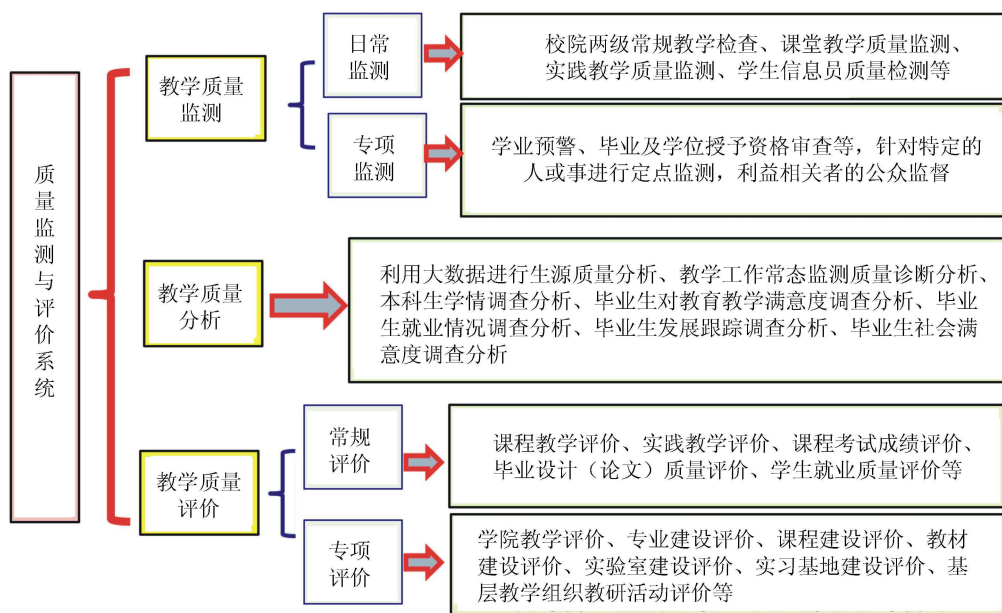 质量监测与评价系统
教学质量
监测
日常
监测
校院两级常规教学检查、课堂教学质量监测、
实践教学质量监测、学生信息员质量检测等
专项
监测
学业预警、毕业及学位授予资格审查等，针对特定的
人或事进行定点监测，利益相关者的公众监督
教学质量
分析
利用大数据进行生源质量分析、教学工作常态监测质量诊断分析、
本科生学情调查分析、毕业生对教育教学满意度调查分析、毕业
生就业情况调查分析、毕业生发展跟踪调查分析、毕业生社会满
意度调查分析
教学质量
评价
常规
评价
课程教学评价、实践教学评价、课程考试成绩评价、
毕业设计（论文）质量评价、学生就业质量评价等
专项
评价
学院教学评价、专业建设评价、课程建设评价、教材
建设评价、实验室建设评价、实习基地建设评价、基
层教学组织教研活动评价等